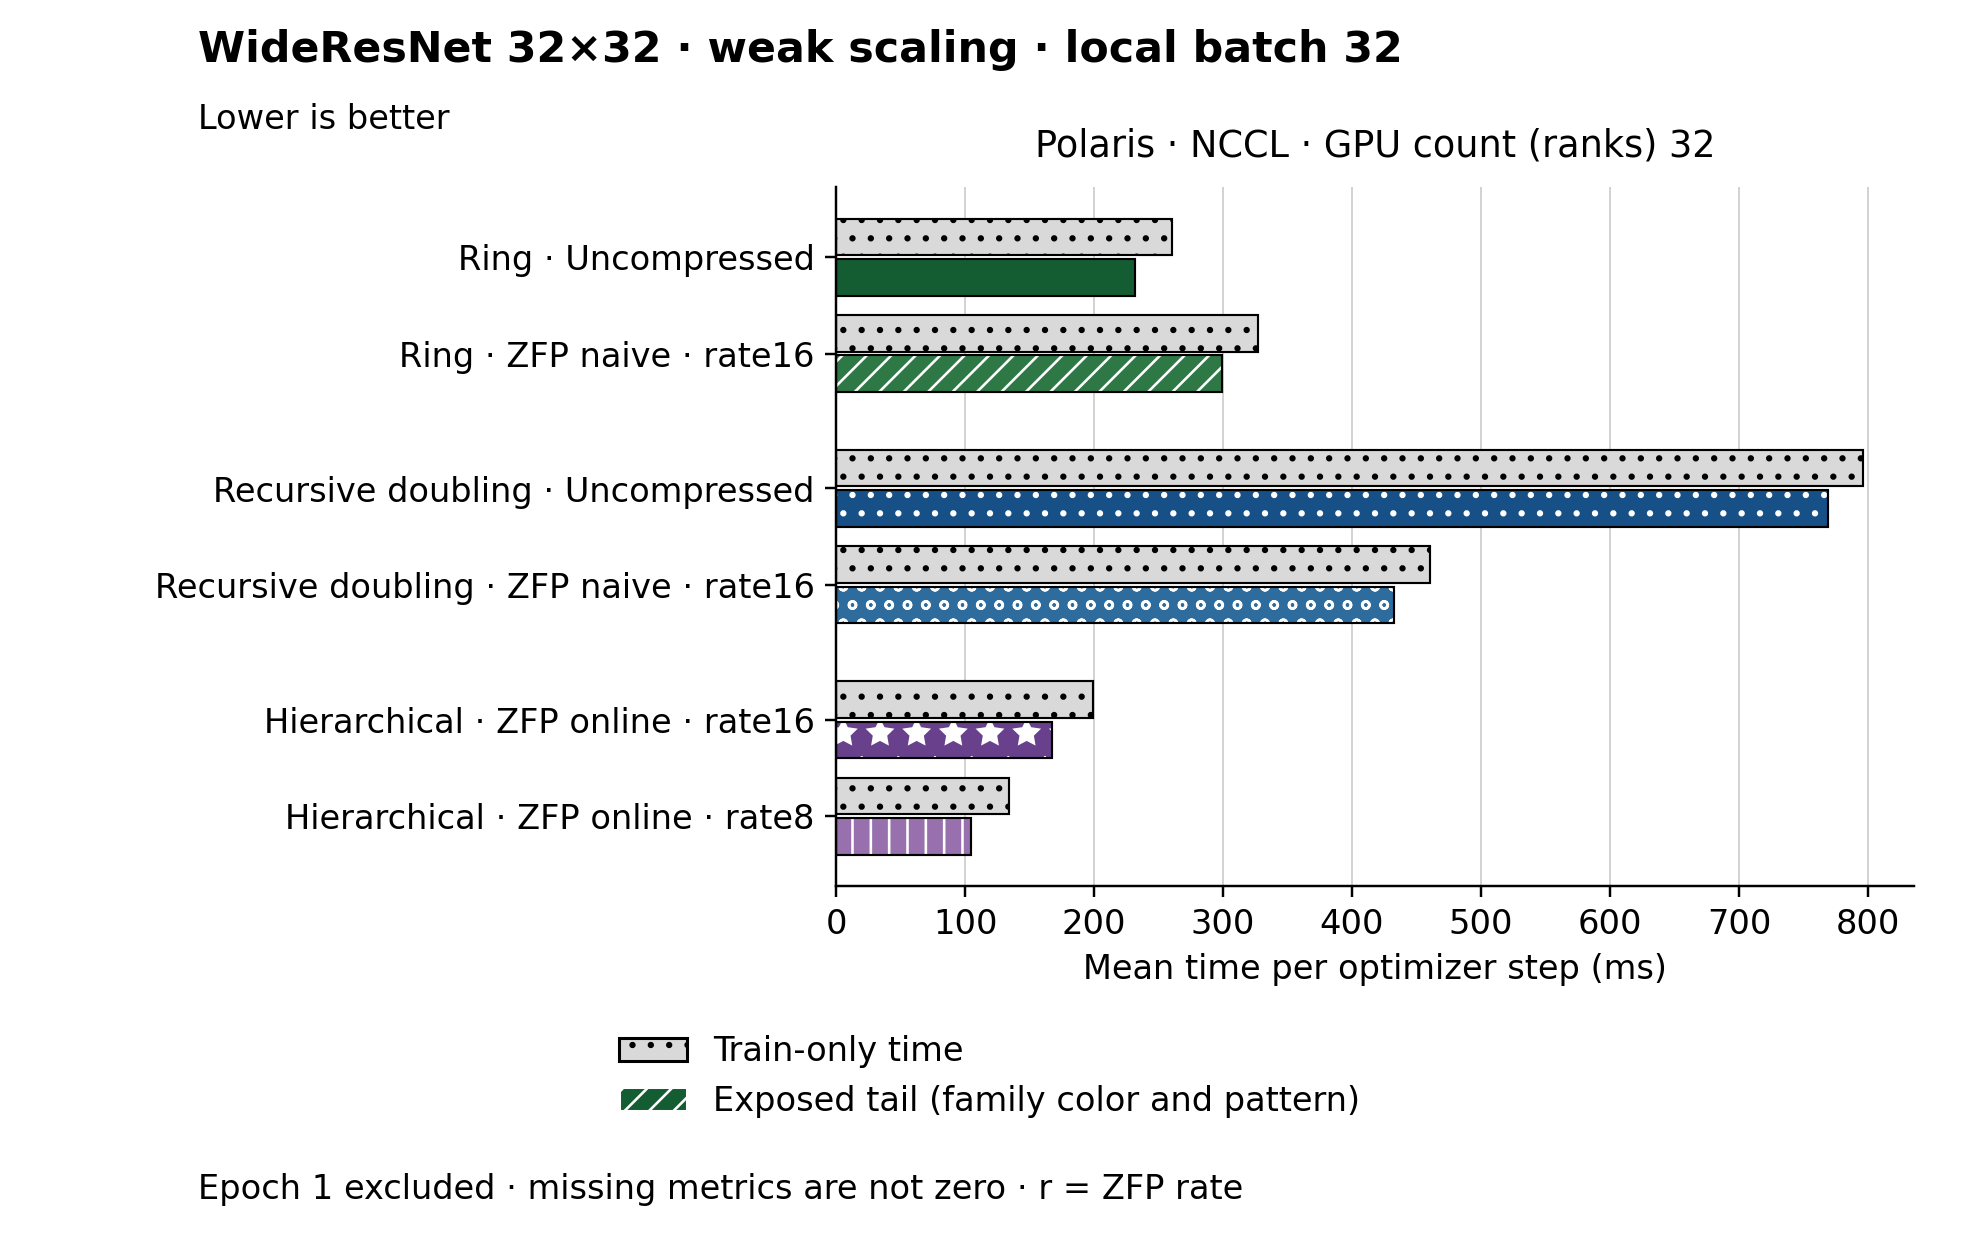 WideResNet 32×32 · weak scaling · local batch 32
Lower is better
Polaris · NCCL · GPU count (ranks) 32
Ring · Uncompressed
Ring · ZFP naive · rate16
Recursive doubling · Uncompressed
Recursive doubling · ZFP naive · rate16
Hierarchical · ZFP online · rate16
Hierarchical · ZFP online · rate8
0 100 200 300 400 500 600 700 800
Mean time per optimizer step (ms)
Train-only time
Exposed tail (family color and pattern)
Epoch 1 excluded · missing metrics are not zero · r = ZFP rate